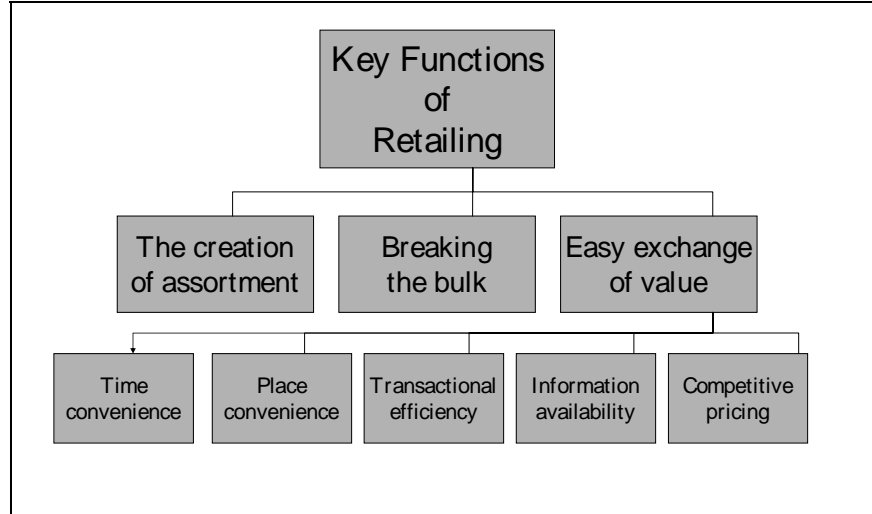 Key Functions
of
Retailing
The creation
of assortment
Breaking
the bulk
Easy exchange
of value
Time
convenience
Place
convenience
Transactional
efficiency
Information
availability
Competitive
pricing